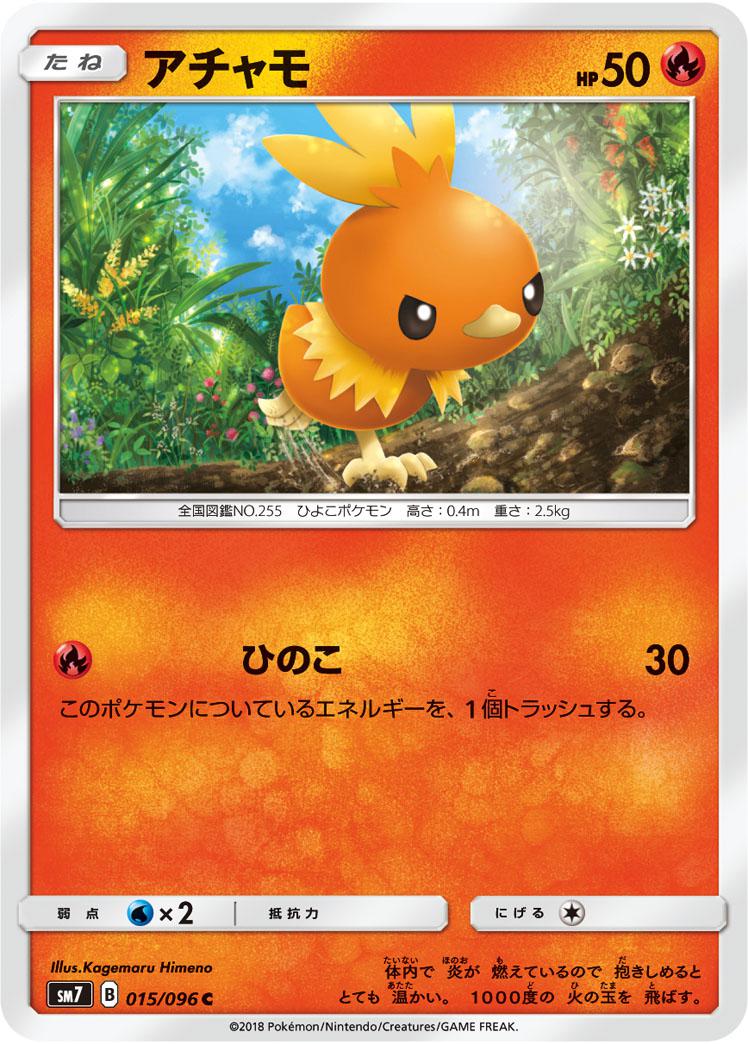 たね アチャモ HP50
全国図鑑NO.255 ひよこポケモン 高さ：0.4m 重さ：2.5kg
ひのこ 30
このポケモンについているエネルギーを、1個トラッシュする。
弱点 ×2 抵抗力 にげる
Illus.Kagemaru Himeno
SM7 B 015/096 C
体内で 炎が 燃えているので 抱きしめると
とても 温かい。 1000度の 火の玉を 飛ばす。
©2018 Pokémon/Nintendo/Creatures/GAME FREAK.